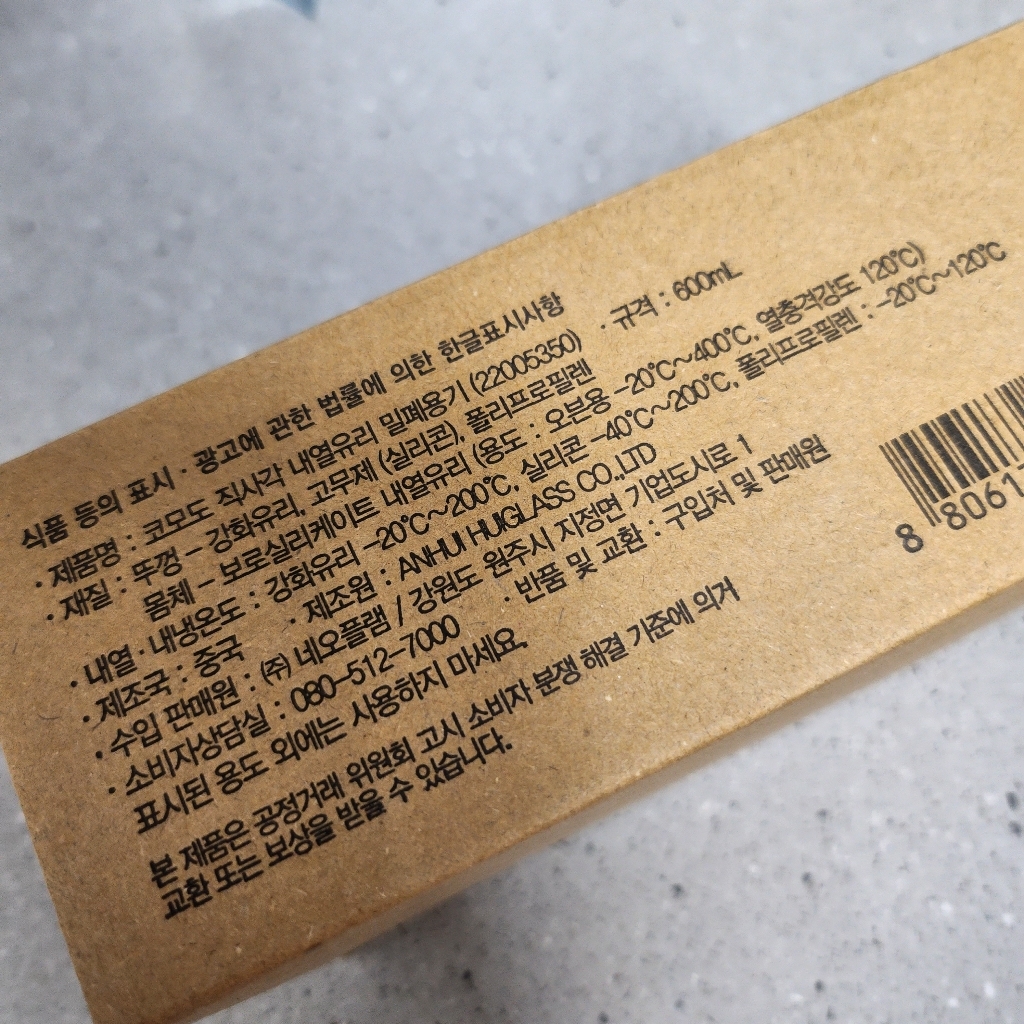 식품 등의 표시 · 광고에 관한 법률에 의한 한글표시사항
· 제품명 : 코모도 직사각 내열유리 밀폐용기 (22005350) · 규격 : 600mL
· 재질 : 뚜껑 – 강화유리, 고무제 (실리콘), 폴리프로필렌
몸체 – 보로실리케이트 내열유리 (용도 : 오븐용 –20℃~400℃, 열충격강도 120℃)
· 내열 · 내냉온도 : 강화유리 –20℃~200℃, 실리콘 –40℃~200℃, 폴리프로필렌 : –20℃~120℃
· 제조국 : 중국 · 제조원 : ANHUI HUIGLASS CO.,LTD
· 수입 판매원 : ㈜ 네오플램 / 강원도 원주시 지정면 기업도시로 1
· 소비자상담실 : 080–512–7000 · 반품 및 교환 : 구입처 및 판매원
표시된 용도 외에는 사용하지 마세요.
본 제품은 공정거래 위원회 고시 소비자 분쟁 해결 기준에 의거
교환 또는 보상을 받을 수 있습니다.
8 8061